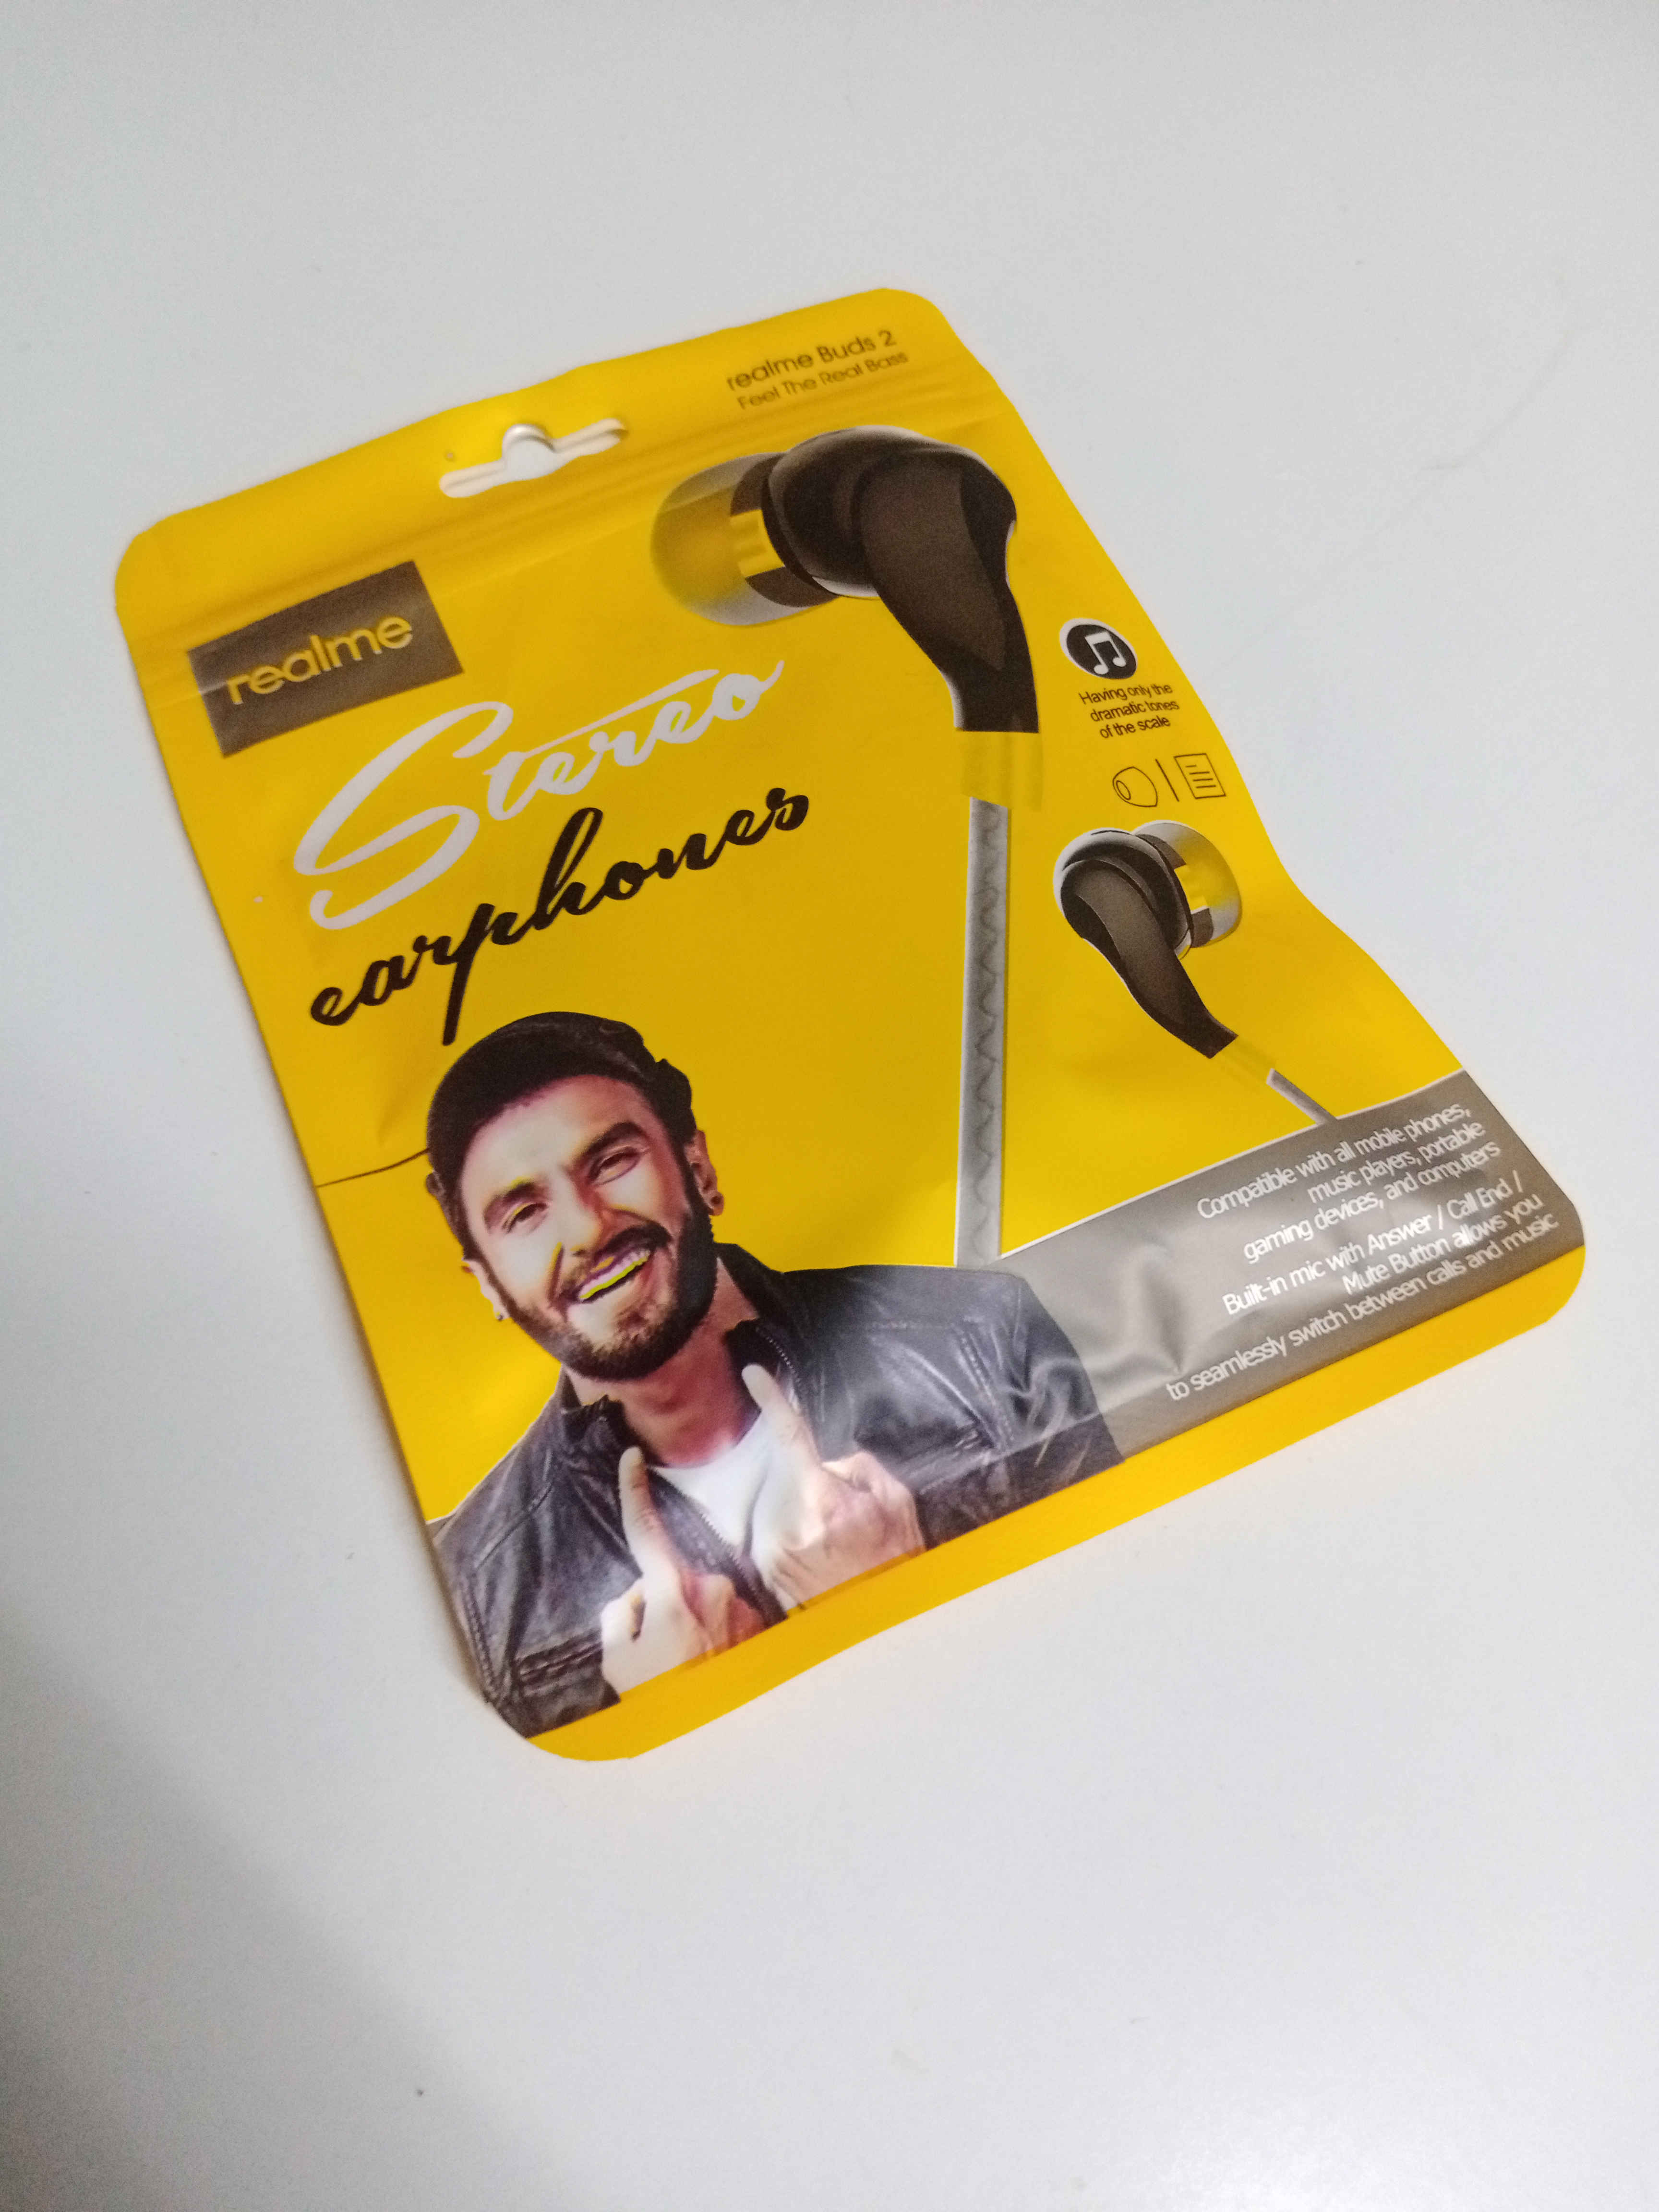 realme Buds 2
Feel The Real Bass
realme
Stereo
earphones
Having only the
dramatic tones
of the scale
Compatible with all mobile phones,
music players, portable
gaming devices, and computers
Built-in mic with Answer / Call End /
Mute Button allows you
to seamlessly switch between calls and music